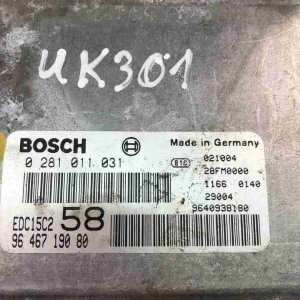 UK301
BOSCH
Made in Germany
0 281 011 031
B1C
021004
28FM0000
1166 0140
29004
EDC15C2 58
96 467 190 80
9640938180